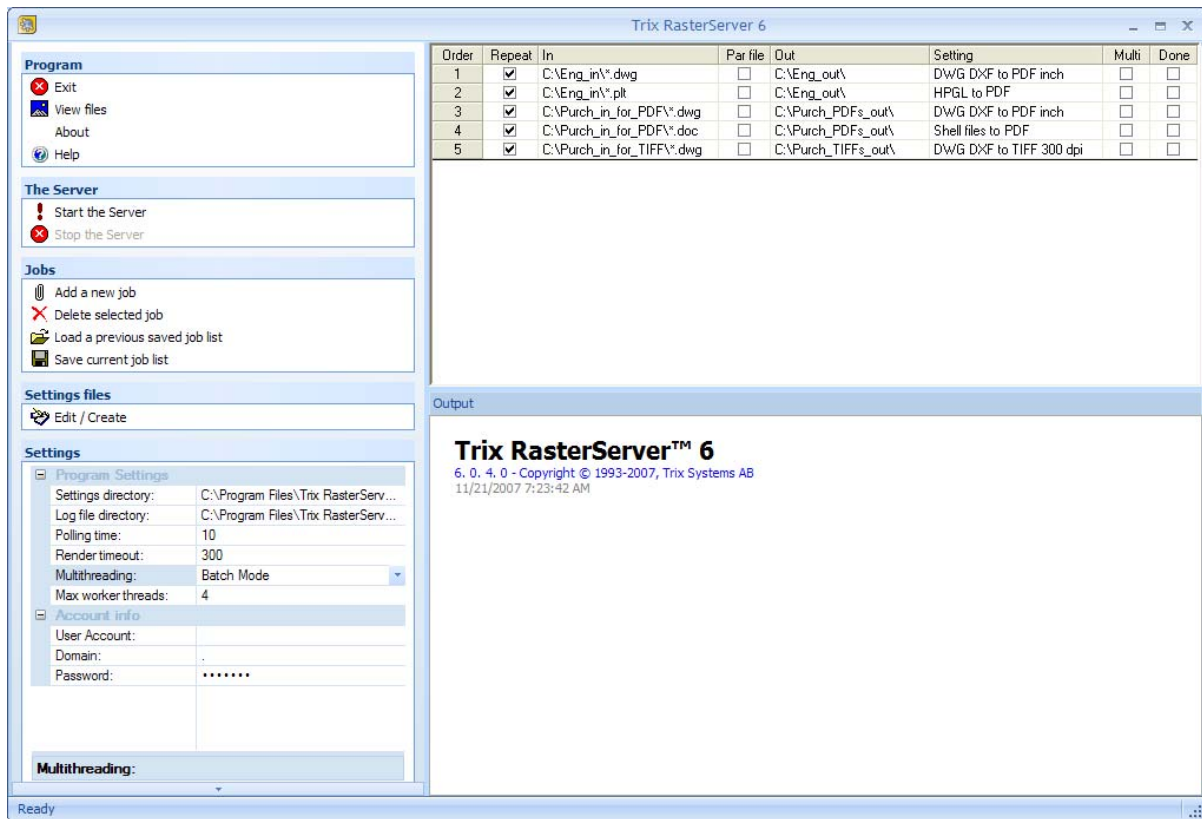 Trix RasterServer 6
Program
Exit
View files
About
Help
The Server
Start the Server
Stop the Server
Jobs
Add a new job
Delete selected job
Load a previous saved job list
Save current job list
Settings files
Edit / Create
Settings
Program Settings
Settings directory: C:\Program Files\Trix RasterServ...
Log file directory: C:\Program Files\Trix RasterServ...
Polling time: 10
Render timeout: 300
Multithreading: Batch Mode
Max worker threads: 4
Account info
User Account:
Domain: .
Password: •••••••
Multithreading:
Order Repeat In Par file Out Setting Multi Done
1 C:\Eng_in\*.dwg C:\Eng_out\ DWG DXF to PDF inch
2 C:\Eng_in\*.plt C:\Eng_out\ HPGL to PDF
3 C:\Purch_in_for_PDF\*.dwg C:\Purch_PDFs_out\ DWG DXF to PDF inch
4 C:\Purch_in_for_PDF\*.doc C:\Purch_PDFs_out\ Shell files to PDF
5 C:\Purch_in_for_TIFF\*.dwg C:\Purch_TIFFs_out\ DWG DXF to TIFF 300 dpi
Output
Trix RasterServer™ 6
6. 0. 4. 0 - Copyright © 1993-2007, Trix Systems AB
11/21/2007 7:23:42 AM
Ready